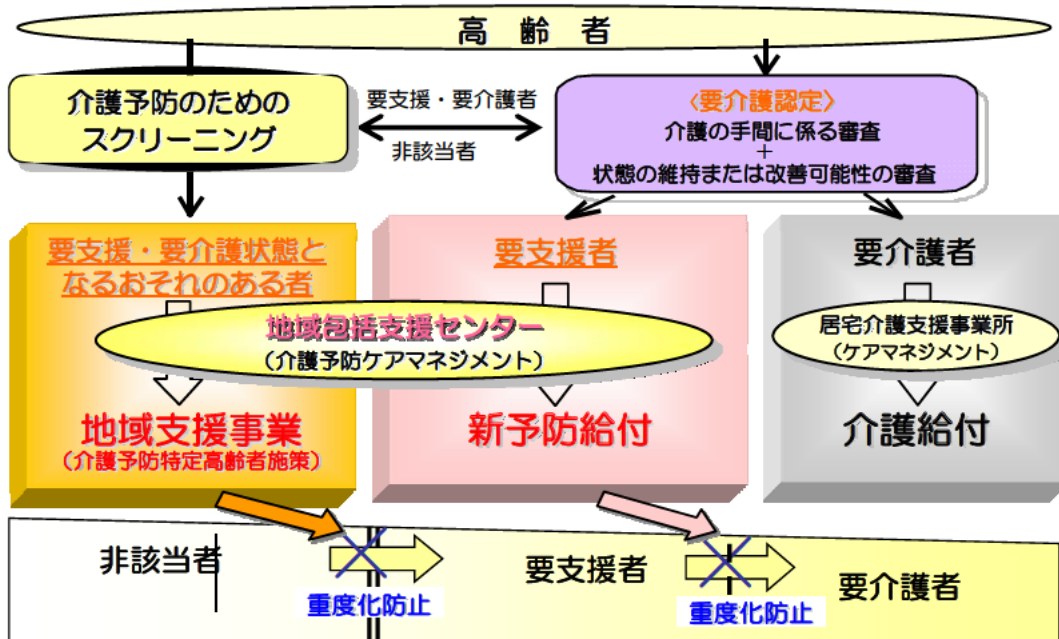 高 齢 者
介護予防のための
スクリーニング
要支援・要介護者
非該当者
〈要介護認定〉
介護の手間に係る審査
+
状態の維持または改善可能性の審査
要支援・要介護状態と
なるおそれのある者
要支援者
要介護者
地域包括支援センター
(介護予防ケアマネジメント)
居宅介護支援事業所
(ケアマネジメント)
地域支援事業
(介護予防特定高齢者施策)
新予防給付
介護給付
非該当者
重度化防止
要支援者
重度化防止
要介護者